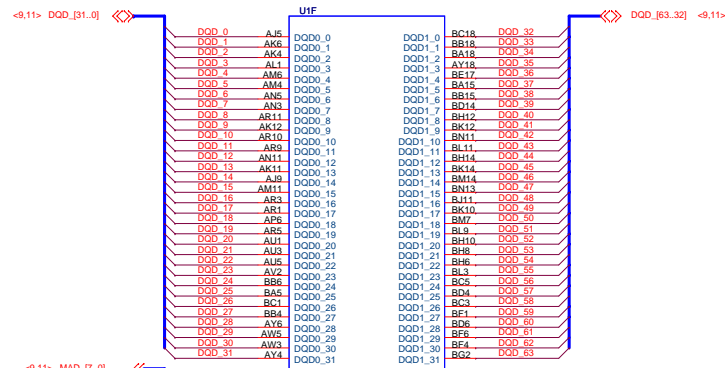 <9,11> DQD_[31..0] U1F DQD_[63..32] <9,11>
DQD_0 AJ5 DQD0_0 DQD1_0 BC18 DQD_32
DQD_1 AK6 DQD0_1 DQD1_1 BB18 DQD_33
DQD_2 AK4 DQD0_2 DQD1_2 BA18 DQD_34
DQD_3 AL1 DQD0_3 DQD1_3 AY18 DQD_35
DQD_4 AM6 DQD0_4 DQD1_4 BE17 DQD_36
DQD_5 AM4 DQD0_5 DQD1_5 BA15 DQD_37
DQD_6 AN5 DQD0_6 DQD1_6 BB15 DQD_38
DQD_7 AN3 DQD0_7 DQD1_7 BD14 DQD_39
DQD_8 AR11 DQD0_8 DQD1_8 BH12 DQD_40
DQD_9 AK12 DQD0_9 DQD1_9 BK12 DQD_41
DQD_10 AR10 DQD0_10 DQD1_10 BN11 DQD_42
DQD_11 AR9 DQD0_11 DQD1_11 BL11 DQD_43
DQD_12 AN11 DQD0_12 DQD1_12 BH14 DQD_44
DQD_13 AK11 DQD0_13 DQD1_13 BK14 DQD_45
DQD_14 AJ9 DQD0_14 DQD1_14 BM14 DQD_46
DQD_15 AM11 DQD0_15 DQD1_15 BN13 DQD_47
DQD_16 AR3 DQD0_16 DQD1_16 BJ11 DQD_48
DQD_17 AR1 DQD0_17 DQD1_17 BK10 DQD_49
DQD_18 AP6 DQD0_18 DQD1_18 BM7 DQD_50
DQD_19 AR5 DQD0_19 DQD1_19 BL9 DQD_51
DQD_20 AU1 DQD0_20 DQD1_20 BH10 DQD_52
DQD_21 AU3 DQD0_21 DQD1_21 BH8 DQD_53
DQD_22 AU5 DQD0_22 DQD1_22 BH6 DQD_54
DQD_23 AV2 DQD0_23 DQD1_23 BL3 DQD_55
DQD_24 BB6 DQD0_24 DQD1_24 BC5 DQD_56
DQD_25 BA5 DQD0_25 DQD1_25 BD4 DQD_57
DQD_26 BC1 DQD0_26 DQD1_26 BC3 DQD_58
DQD_27 BB4 DQD0_27 DQD1_27 BE1 DQD_59
DQD_28 AY6 DQD0_28 DQD1_28 BD6 DQD_60
DQD_29 AW5 DQD0_29 DQD1_29 BF6 DQD_61
DQD_30 AW3 DQD0_30 DQD1_30 BF4 DQD_62
DQD_31 AY4 DQD0_31 DQD1_31 BG2 DQD_63
<9,11> MAD_[7..0]